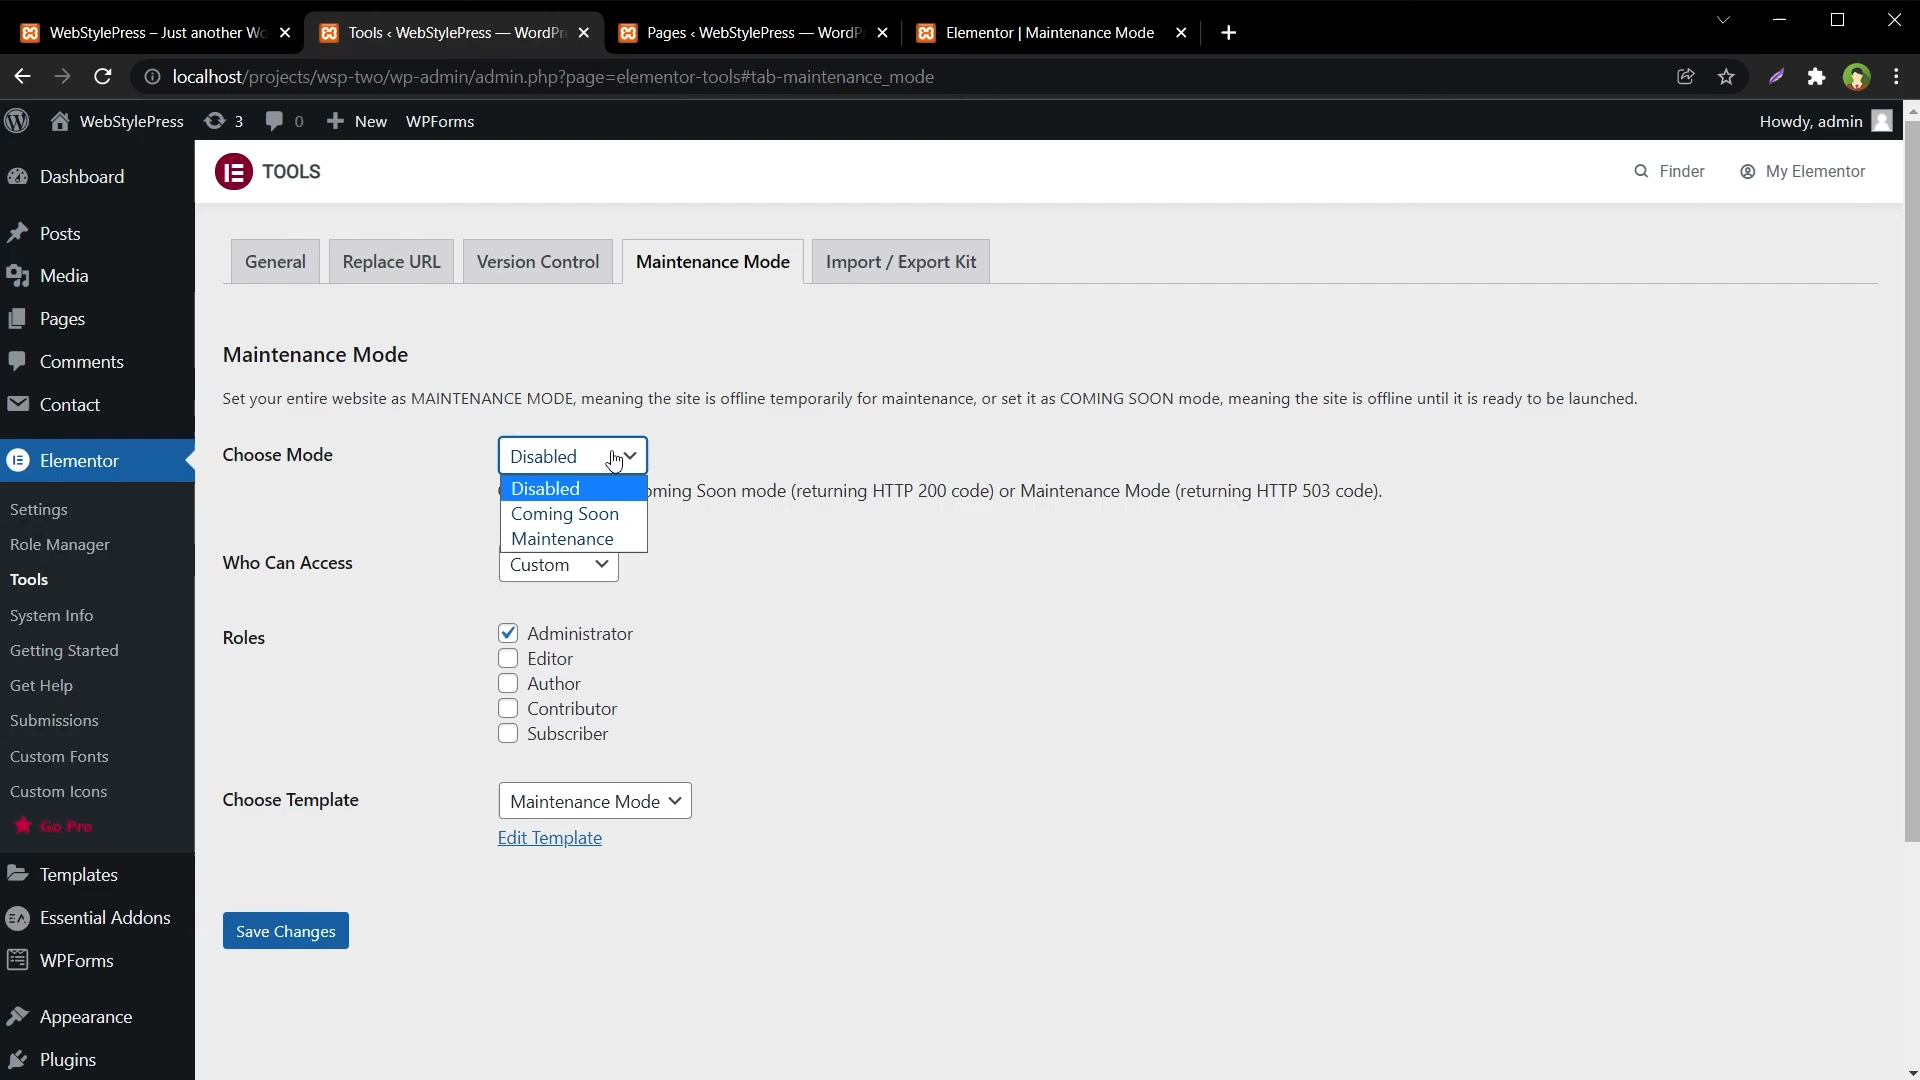 WebStylePress – Just another Wo
Tools ‹ WebStylePress — WordPr
Pages ‹ WebStylePress — WordP
Elementor | Maintenance Mode
localhost/projects/wsp-two/wp-admin/admin.php?page=elementor-tools#tab-maintenance_mode
WebStylePress
3
0
New
WPForms
Howdy, admin
Dashboard
Posts
Media
Pages
Comments
Contact
Elementor
Settings
Role Manager
Tools
System Info
Getting Started
Get Help
Submissions
Custom Fonts
Custom Icons
Go Pro
Templates
Essential Addons
WPForms
Appearance
Plugins
TOOLS
Finder
My Elementor
General
Replace URL
Version Control
Maintenance Mode
Import / Export Kit
Maintenance Mode
Set your entire website as MAINTENANCE MODE, meaning the site is offline temporarily for maintenance, or set it as COMING SOON mode, meaning the site is offline until it is ready to be launched.
Choose Mode
Disabled
Disabled
Coming Soon
Maintenance
oming Soon mode (returning HTTP 200 code) or Maintenance Mode (returning HTTP 503 code).
Who Can Access
Custom
Roles
Administrator
Editor
Author
Contributor
Subscriber
Choose Template
Maintenance Mode
Edit Template
Save Changes